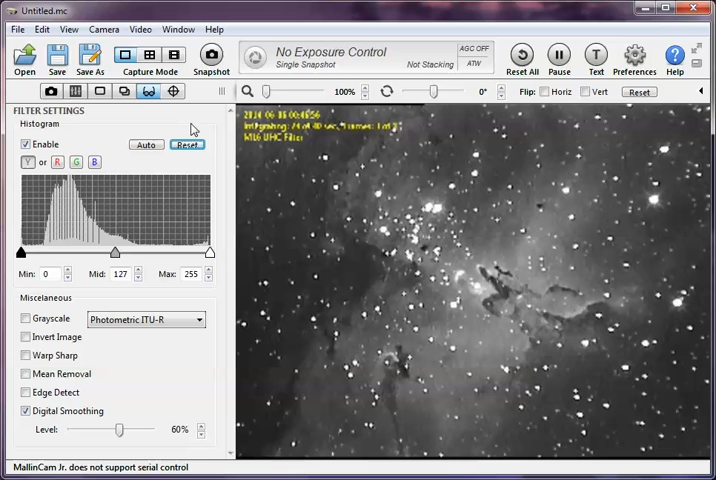 Untitled.mc
File Edit View Camera Video Window Help
Open Save Save As Capture Mode Snapshot
No Exposure Control
Single Snapshot Not Stacking
AGC OFF
ATW
Reset All Pause Text Preferences Help
100% 0° Flip: Horiz Vert Reset
FILTER SETTINGS
Histogram
Enable Auto Reset
Y or R G B
Min: 0 Mid: 127 Max: 255
Miscelaneous
Grayscale Photometric ITU-R
Invert Image
Warp Sharp
Mean Removal
Edge Detect
Digital Smoothing
Level: 60%
M16 UHC Filter
MallinCam Jr. does not support serial control